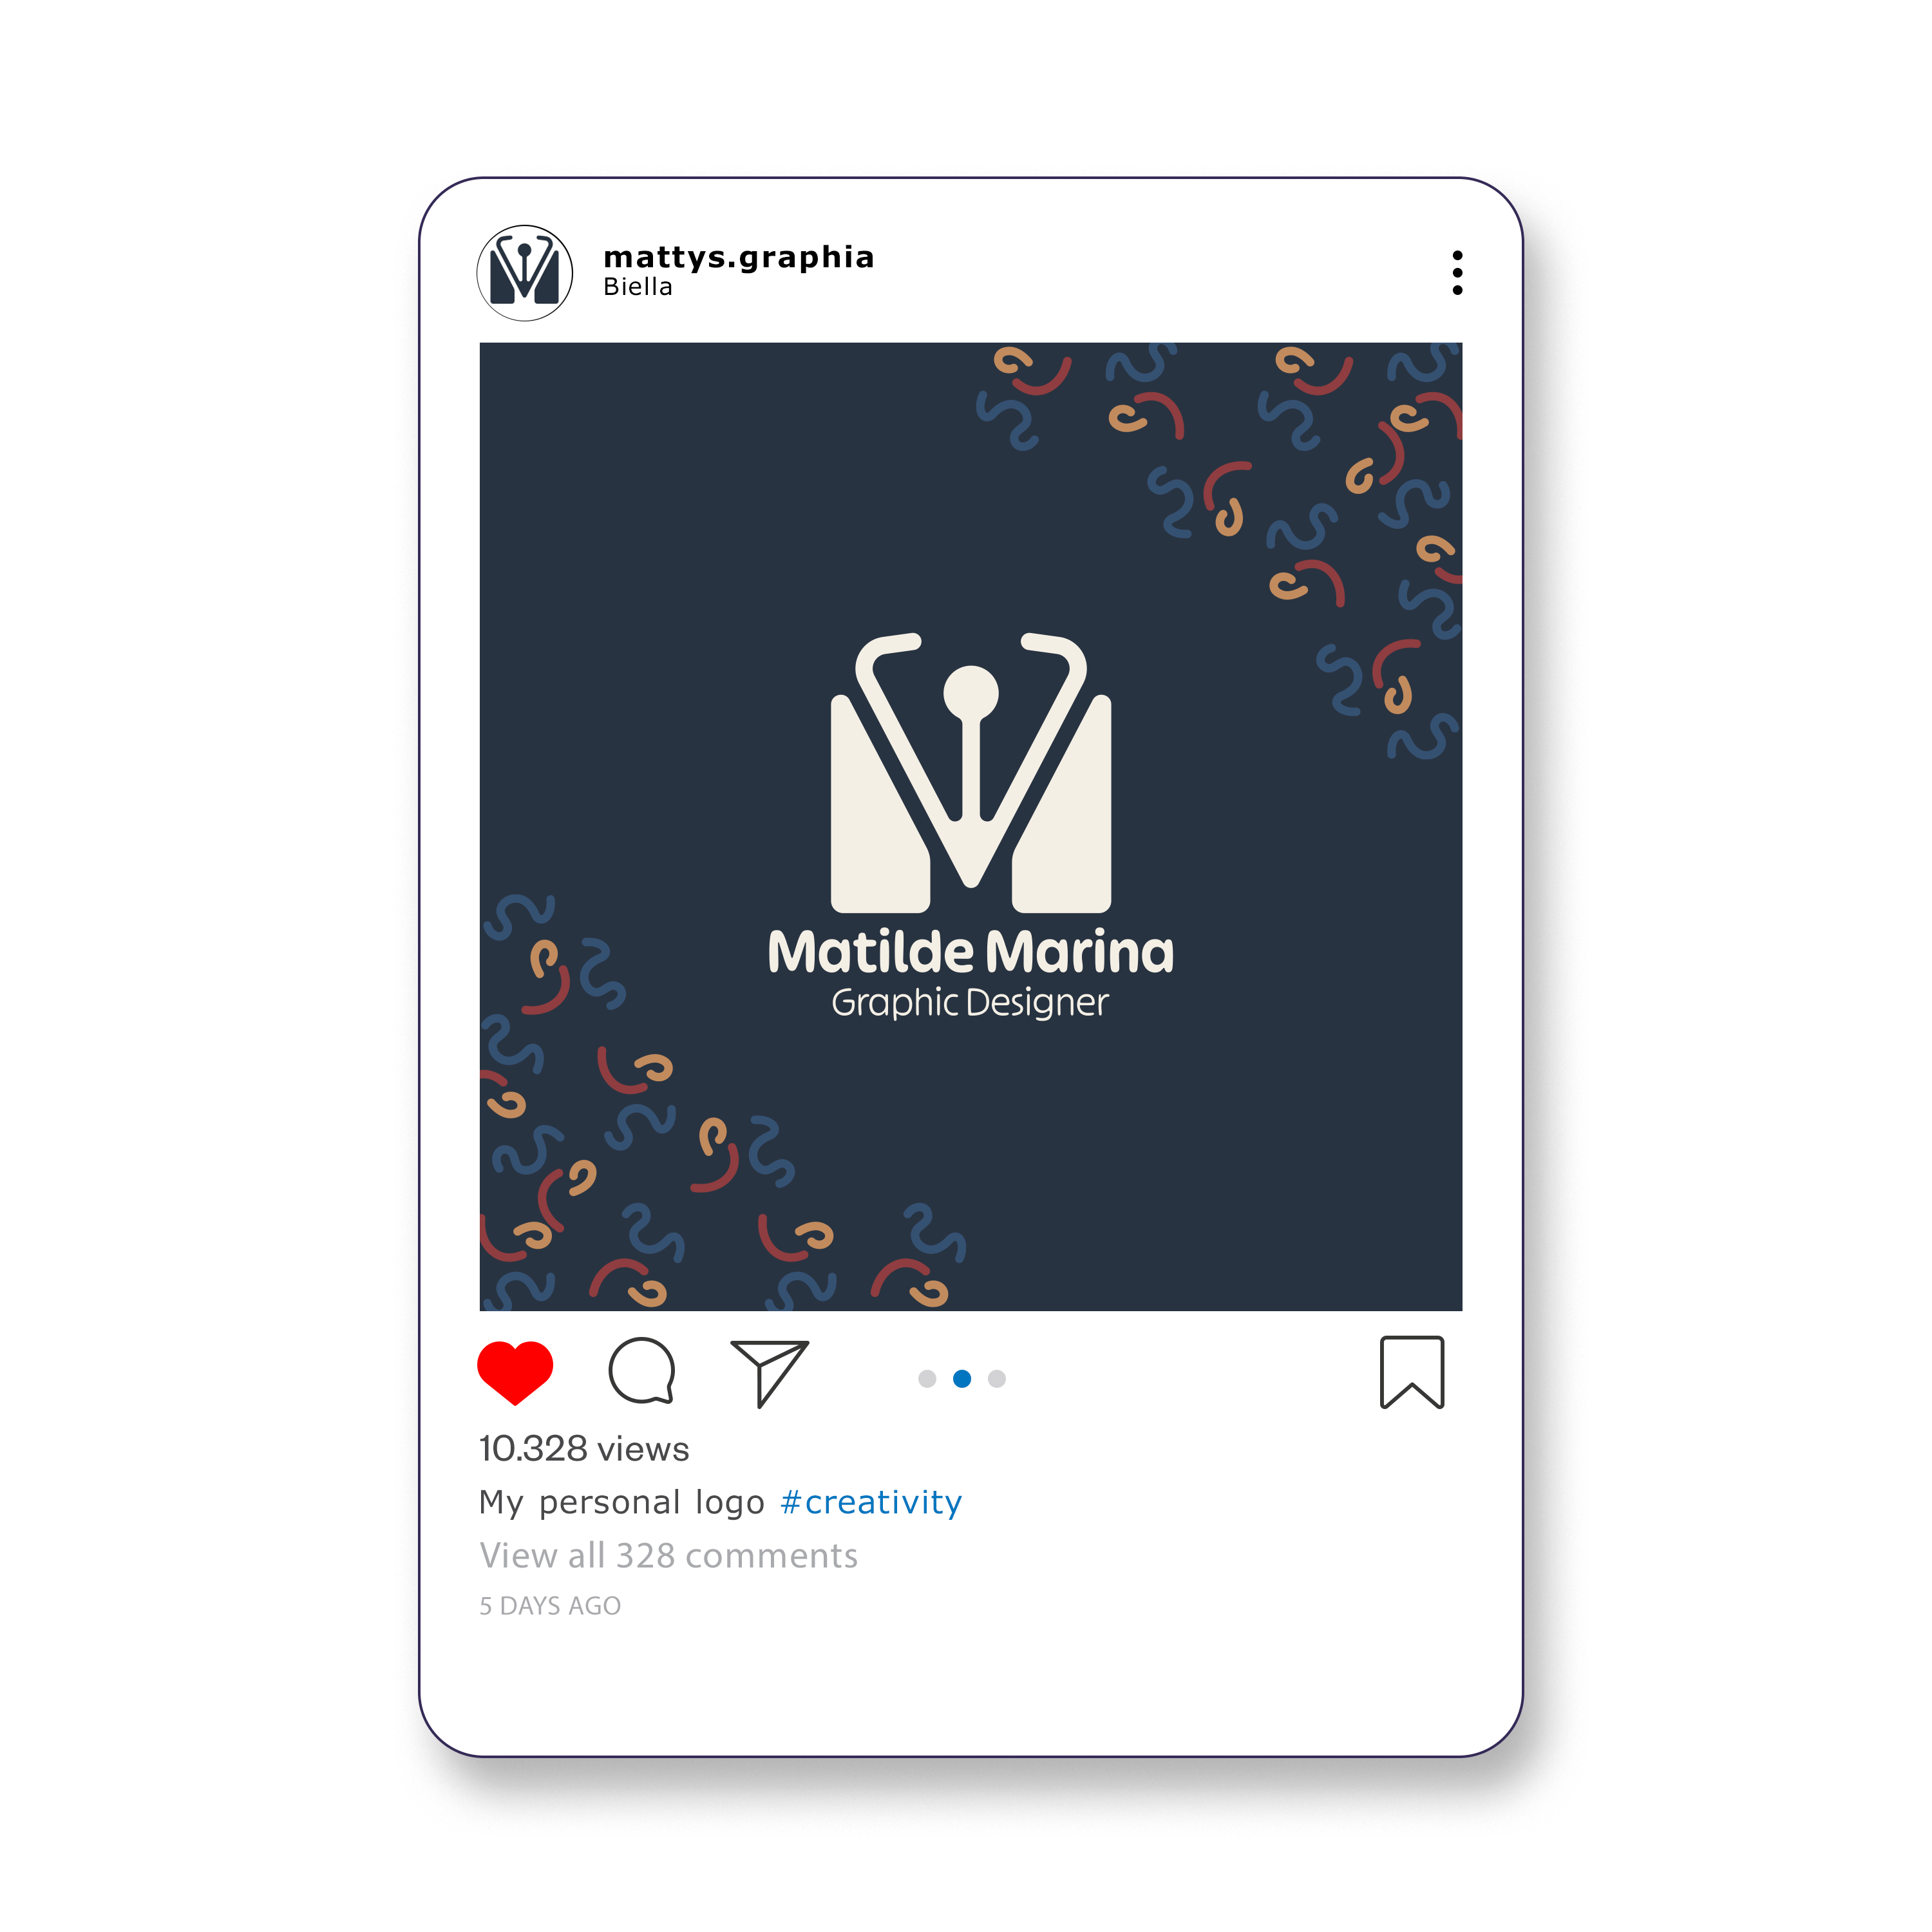 mattys.graphia
Biella
Matilde Marina
Graphic Designer
10.328 views
My personal logo #creativity
View all 328 comments
5 DAYS AGO